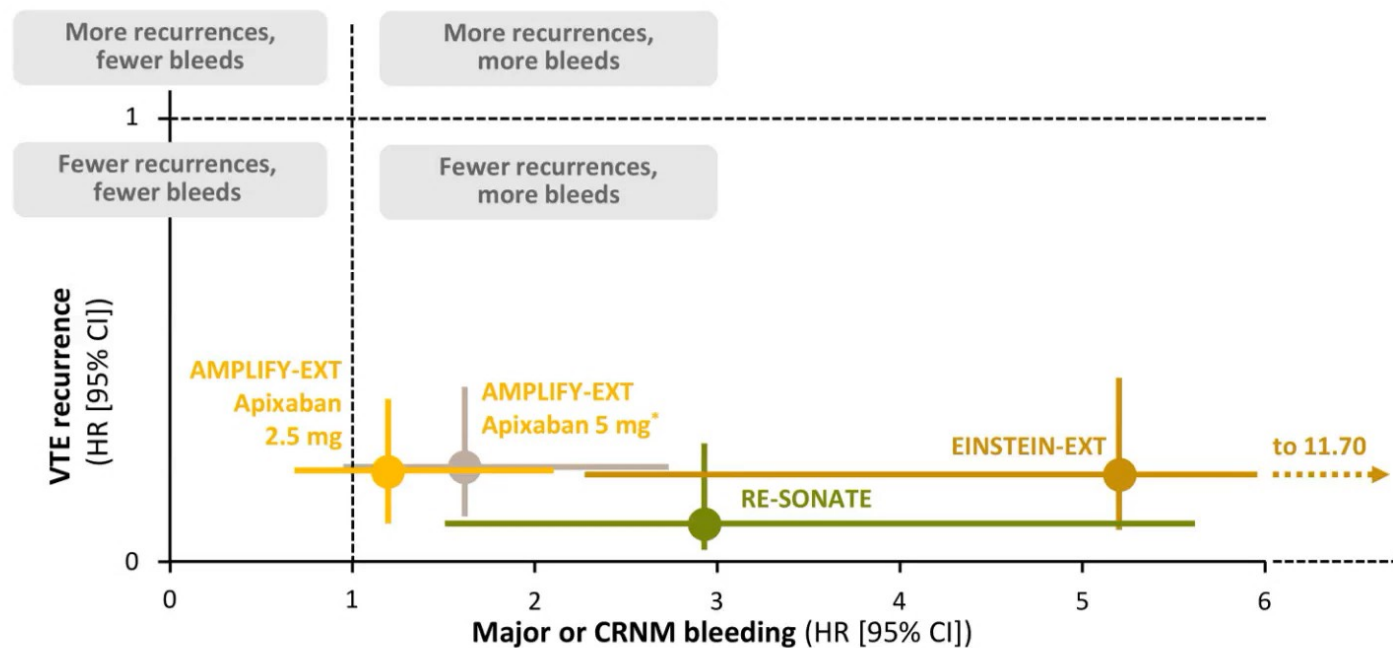 More recurrences,
fewer bleeds
More recurrences,
more bleeds
1
Fewer recurrences,
fewer bleeds
Fewer recurrences,
more bleeds
VTE recurrence
(HR [95% CI])
AMPLIFY-EXT
Apixaban
2.5 mg
AMPLIFY-EXT
Apixaban 5 mg*
EINSTEIN-EXT
to 11.70
RE-SONATE
0
0 1 2 3 4 5 6
Major or CRNM bleeding (HR [95% CI])